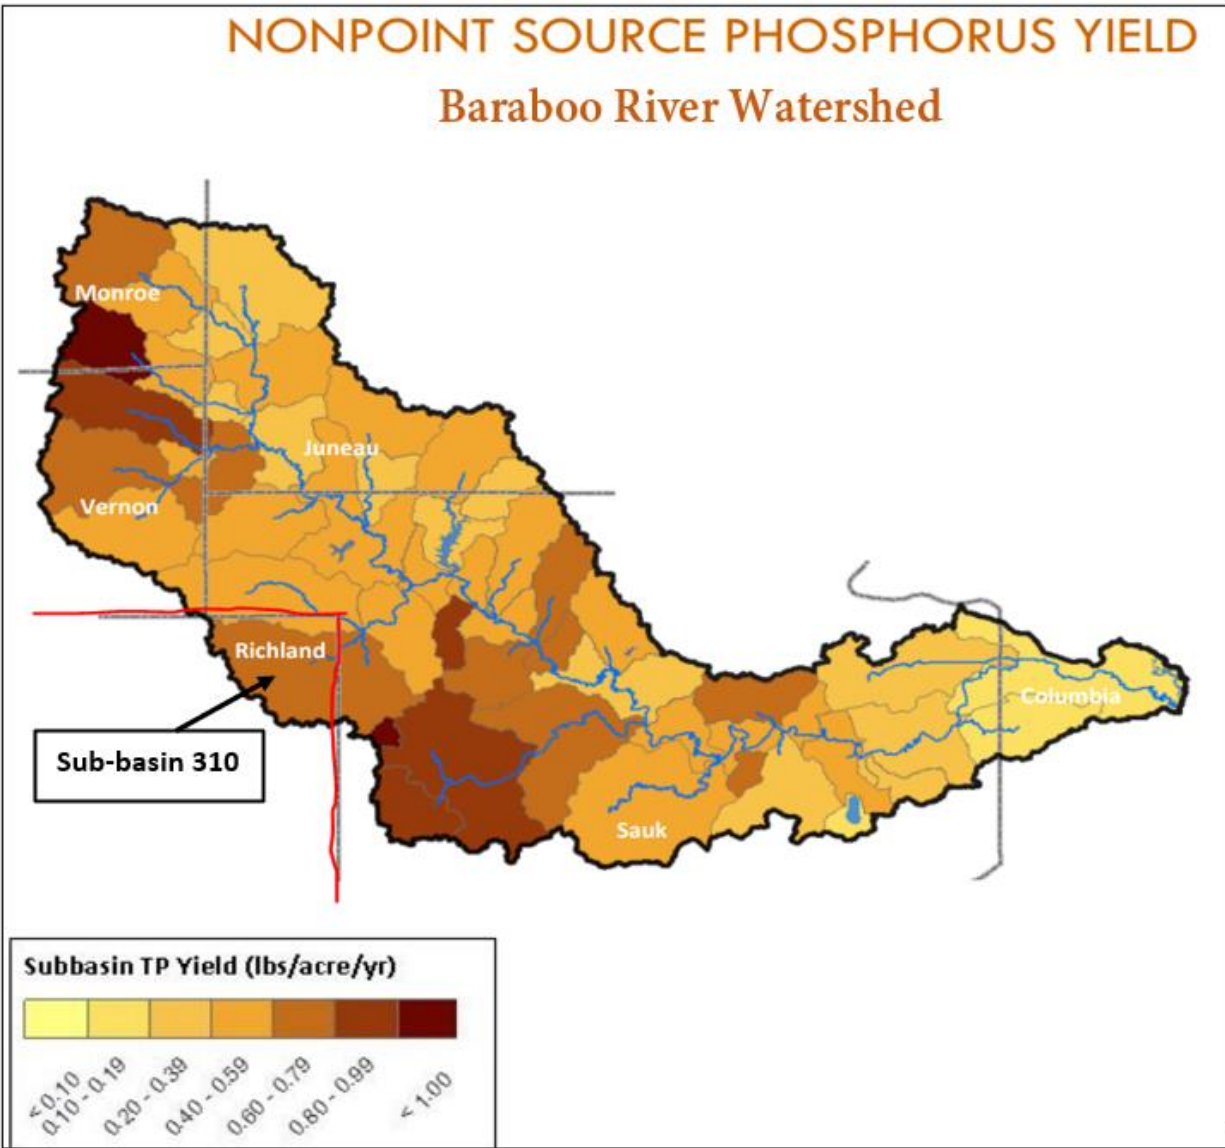 NONPOINT SOURCE PHOSPHORUS YIELD
Baraboo River Watershed
Monroe
Juneau
Vernon
Richland
Columbia
Sub-basin 310
Sauk
Subbasin TP Yield (lbs/acre/yr)
< 0.10
0.10 - 0.19
0.20 - 0.39
0.40 - 0.59
0.60 - 0.79
0.80 - 0.99
< 1.00